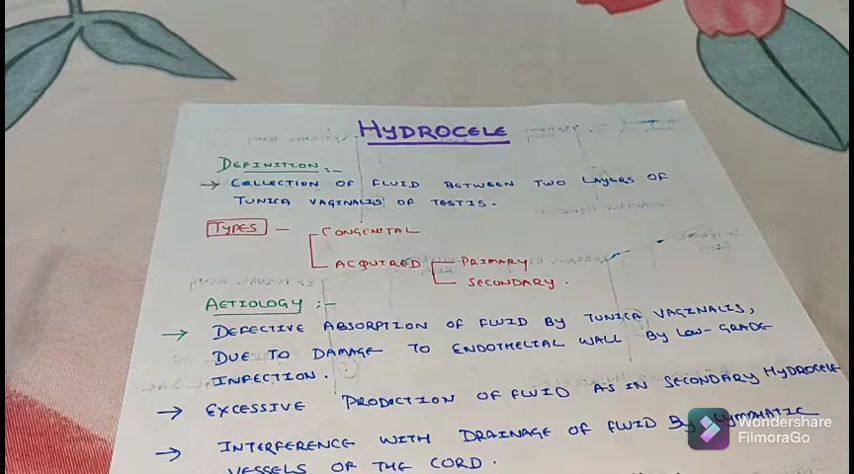 HYDROCELE
DEFINITION :-
→ COLLECTION OF FLUID BETWEEN TWO LAYERS OF
TUNICA VAGINALIS OF TESTIS.
TYPES - CONGENITAL
ACQUIRED PRIMARY
SECONDARY.
AETIOLOGY :-
→ DEFECTIVE ABSORPTION OF FLUID BY TUNICA VAGINALIS,
DUE TO DAMAGE TO ENDOTHELIAL WALL BY LOW-GRADE
INFECTION.
→ EXCESSIVE PRODUCTION OF FLUID AS IN SECONDARY HYDROCELE
→ INTERFERENCE WITH DRAINAGE OF FLUID BY LYMPHATIC
VESSELS OF THE CORD.
Wondershare
FilmoraGo